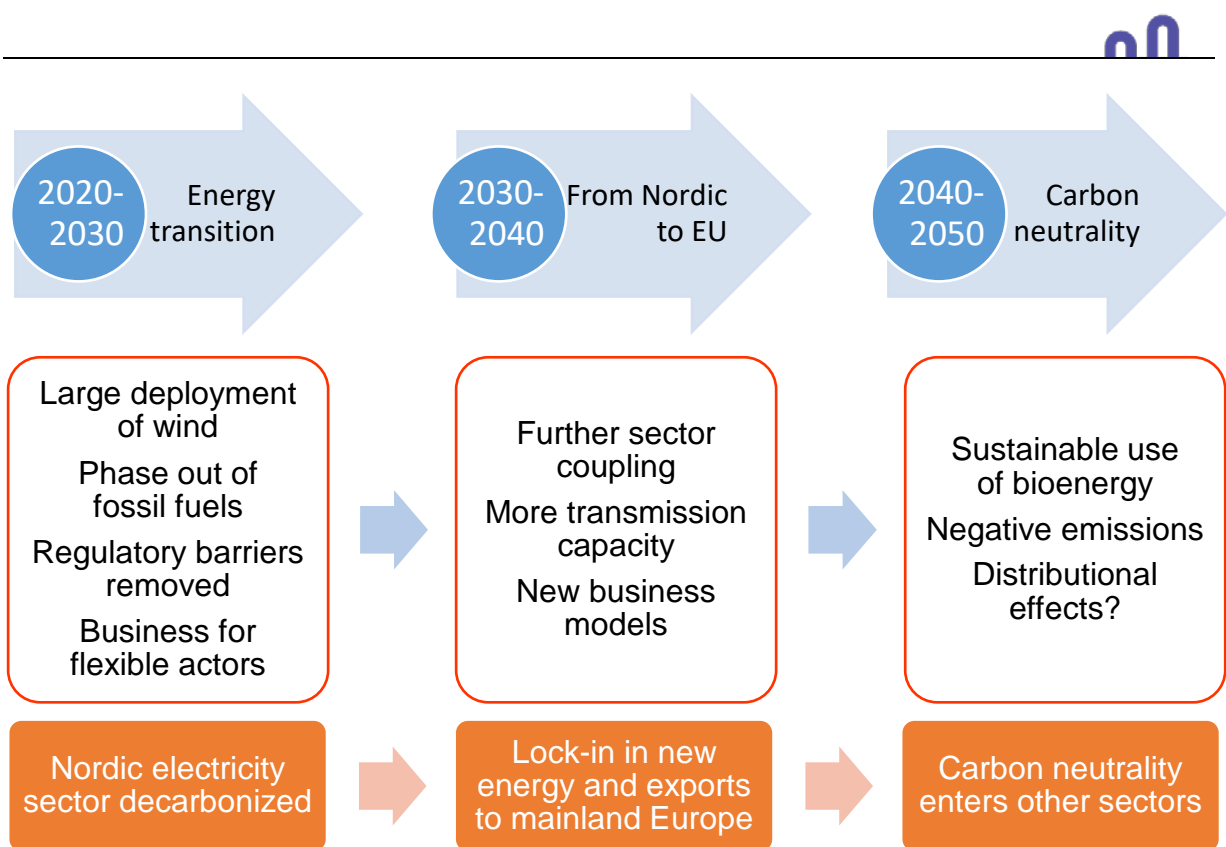 2020-
2030
Energy
transition
2030-
2040
From Nordic
to EU
2040-
2050
Carbon
neutrality
Large deployment
of wind
Phase out of
fossil fuels
Regulatory barriers
removed
Business for
flexible actors
Further sector
coupling
More transmission
capacity
New business
models
Sustainable use
of bioenergy
Negative emissions
Distributional
effects?
Nordic electricity
sector decarbonized
Lock-in in new
energy and exports
to mainland Europe
Carbon neutrality
enters other sectors